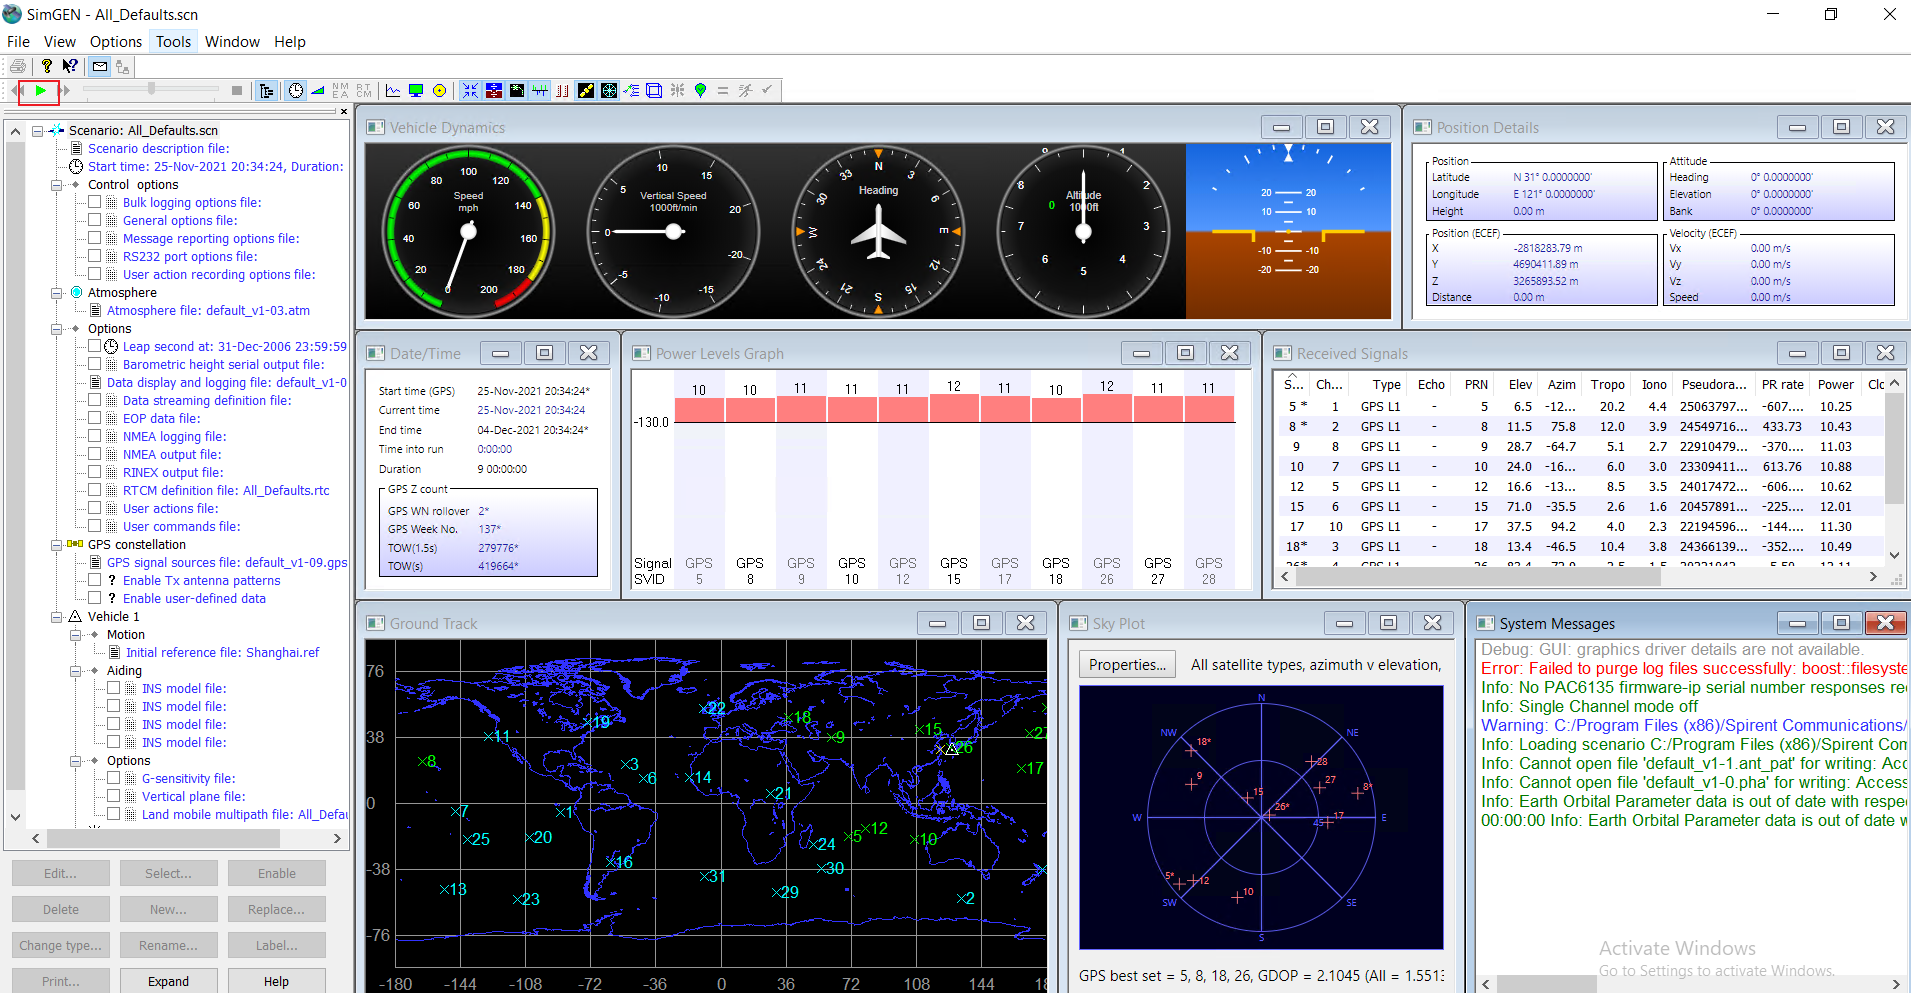 SimGEN - All_Defaults.scn
File View Options Tools Window Help
NM EA RT CM
Scenario: All_Defaults.scn
Scenario description file:
Start time: 25-Nov-2021 20:34:24, Duration:
Control options
Bulk logging options file:
General options file:
Message reporting options file:
RS232 port options file:
User action recording options file:
Atmosphere
Atmosphere file: default_v1-03.atm
Options
Leap second at: 31-Dec-2006 23:59:59
Barometric height serial output file:
Data display and logging file: default_v1-0
Data streaming definition file:
EOP data file:
NMEA logging file:
NMEA output file:
RINEX output file:
RTCM definition file: All_Defaults.rtc
User actions file:
User commands file:
GPS constellation
GPS signal sources file: default_v1-09.gps
? Enable Tx antenna patterns
? Enable user-defined data
Vehicle 1
Motion
Initial reference file: Shanghai.ref
Aiding
INS model file:
INS model file:
INS model file:
INS model file:
Options
G-sensitivity file:
Vertical plane file:
Land mobile multipath file: All_Defau
Edit... Select... Enable
Delete New... Replace...
Change type... Rename... Label...
Print... Expand Help
Vehicle Dynamics
0 20 40 60 80 100 120 140 160 180 200
Speed
mph
-15 -10 -5 0 5 10 15 20 -20
Vertical Speed
1000ft/min
N 6 12 15 S 21 24 W 30 33
Heading
1 2 3 4 5 6 7 8
Altitude
1000ft
0
20 20
10 10
-10 -10
-20 -20
Position Details
Position
Latitude N 31° 0.0000000'
Longitude E 121° 0.0000000'
Height 0.00 m
Attitude
Heading 0° 0.0000000'
Elevation 0° 0.0000000'
Bank 0° 0.0000000'
Position (ECEF)
X -2818283.79 m
Y 4690411.89 m
Z 3265893.52 m
Distance 0.00 m
Velocity (ECEF)
Vx 0.00 m/s
Vy 0.00 m/s
Vz 0.00 m/s
Speed 0.00 m/s
Date/Time
Start time (GPS) 25-Nov-2021 20:34:24*
Current time 25-Nov-2021 20:34:24
End time 04-Dec-2021 20:34:24*
Time into run 0:00:00
Duration 9 00:00:00
GPS Z count
GPS WN rollover 2*
GPS Week No. 137*
TOW(1.5s) 279776*
TOW(s) 419664*
Power Levels Graph
10 10 11 11 11 12 11 10 12 11 11
-130.0
Signal GPS GPS GPS GPS GPS GPS GPS GPS GPS GPS GPS
SVID 5 8 9 10 12 15 17 18 26 27 28
Received Signals
S... Ch... Type Echo PRN Elev Azim Tropo Iono Pseudora... PR rate Power Clo
5 * 1 GPS L1 - 5 6.5 -12... 20.2 4.4 25063797... -607.... 10.25
8 * 2 GPS L1 - 8 11.5 75.8 12.0 3.9 24549716... 433.73 10.43
9 8 GPS L1 - 9 28.7 -64.7 5.1 2.7 22910479... -370.... 11.03
10 7 GPS L1 - 10 24.0 -16... 6.0 3.0 23309411... 613.76 10.88
12 5 GPS L1 - 12 16.6 -13... 8.5 3.5 24017472... -606.... 10.62
15 6 GPS L1 - 15 71.0 -35.5 2.6 1.6 20457891... -225.... 12.01
17 10 GPS L1 - 17 37.5 94.2 4.0 2.3 22194596... -144.... 11.30
18* 3 GPS L1 - 18 13.4 -46.5 10.4 3.8 24366139... -352.... 10.49
Ground Track
76
38
0
-38
-76
-180 -144 -108 -72 -36 0 36 72 108 144 18
22 19 18 15 27
11 9 26
8 3 6 14 17
21
7 1
25 20 5 12 10
24
16 30
31
13 29
23 2
Sky Plot
Properties... All satellite types, azimuth v elevation,
N
NW NE
W E
SW SE
S
18* 28 9 27 15 8* 26* 17 5* 12 10
GPS best set = 5, 8, 18, 26, GDOP = 2.1045 (All = 1.5513
System Messages
Debug: GUI: graphics driver details are not available.
Error: Failed to purge log files successfully: boost::filesyste
Info: No PAC6135 firmware-ip serial number responses re
Info: Single Channel mode off
Warning: C:/Program Files (x86)/Spirent Communications/
Info: Loading scenario C:/Program Files (x86)/Spirent Com
Info: Cannot open file 'default_v1-1.ant_pat' for writing: Acc
Info: Cannot open file 'default_v1-0.pha' for writing: Access
Info: Earth Orbital Parameter data is out of date with respe
00:00:00 Info: Earth Orbital Parameter data is out of date w
Activate Windows
Go to Settings to activate Windows.